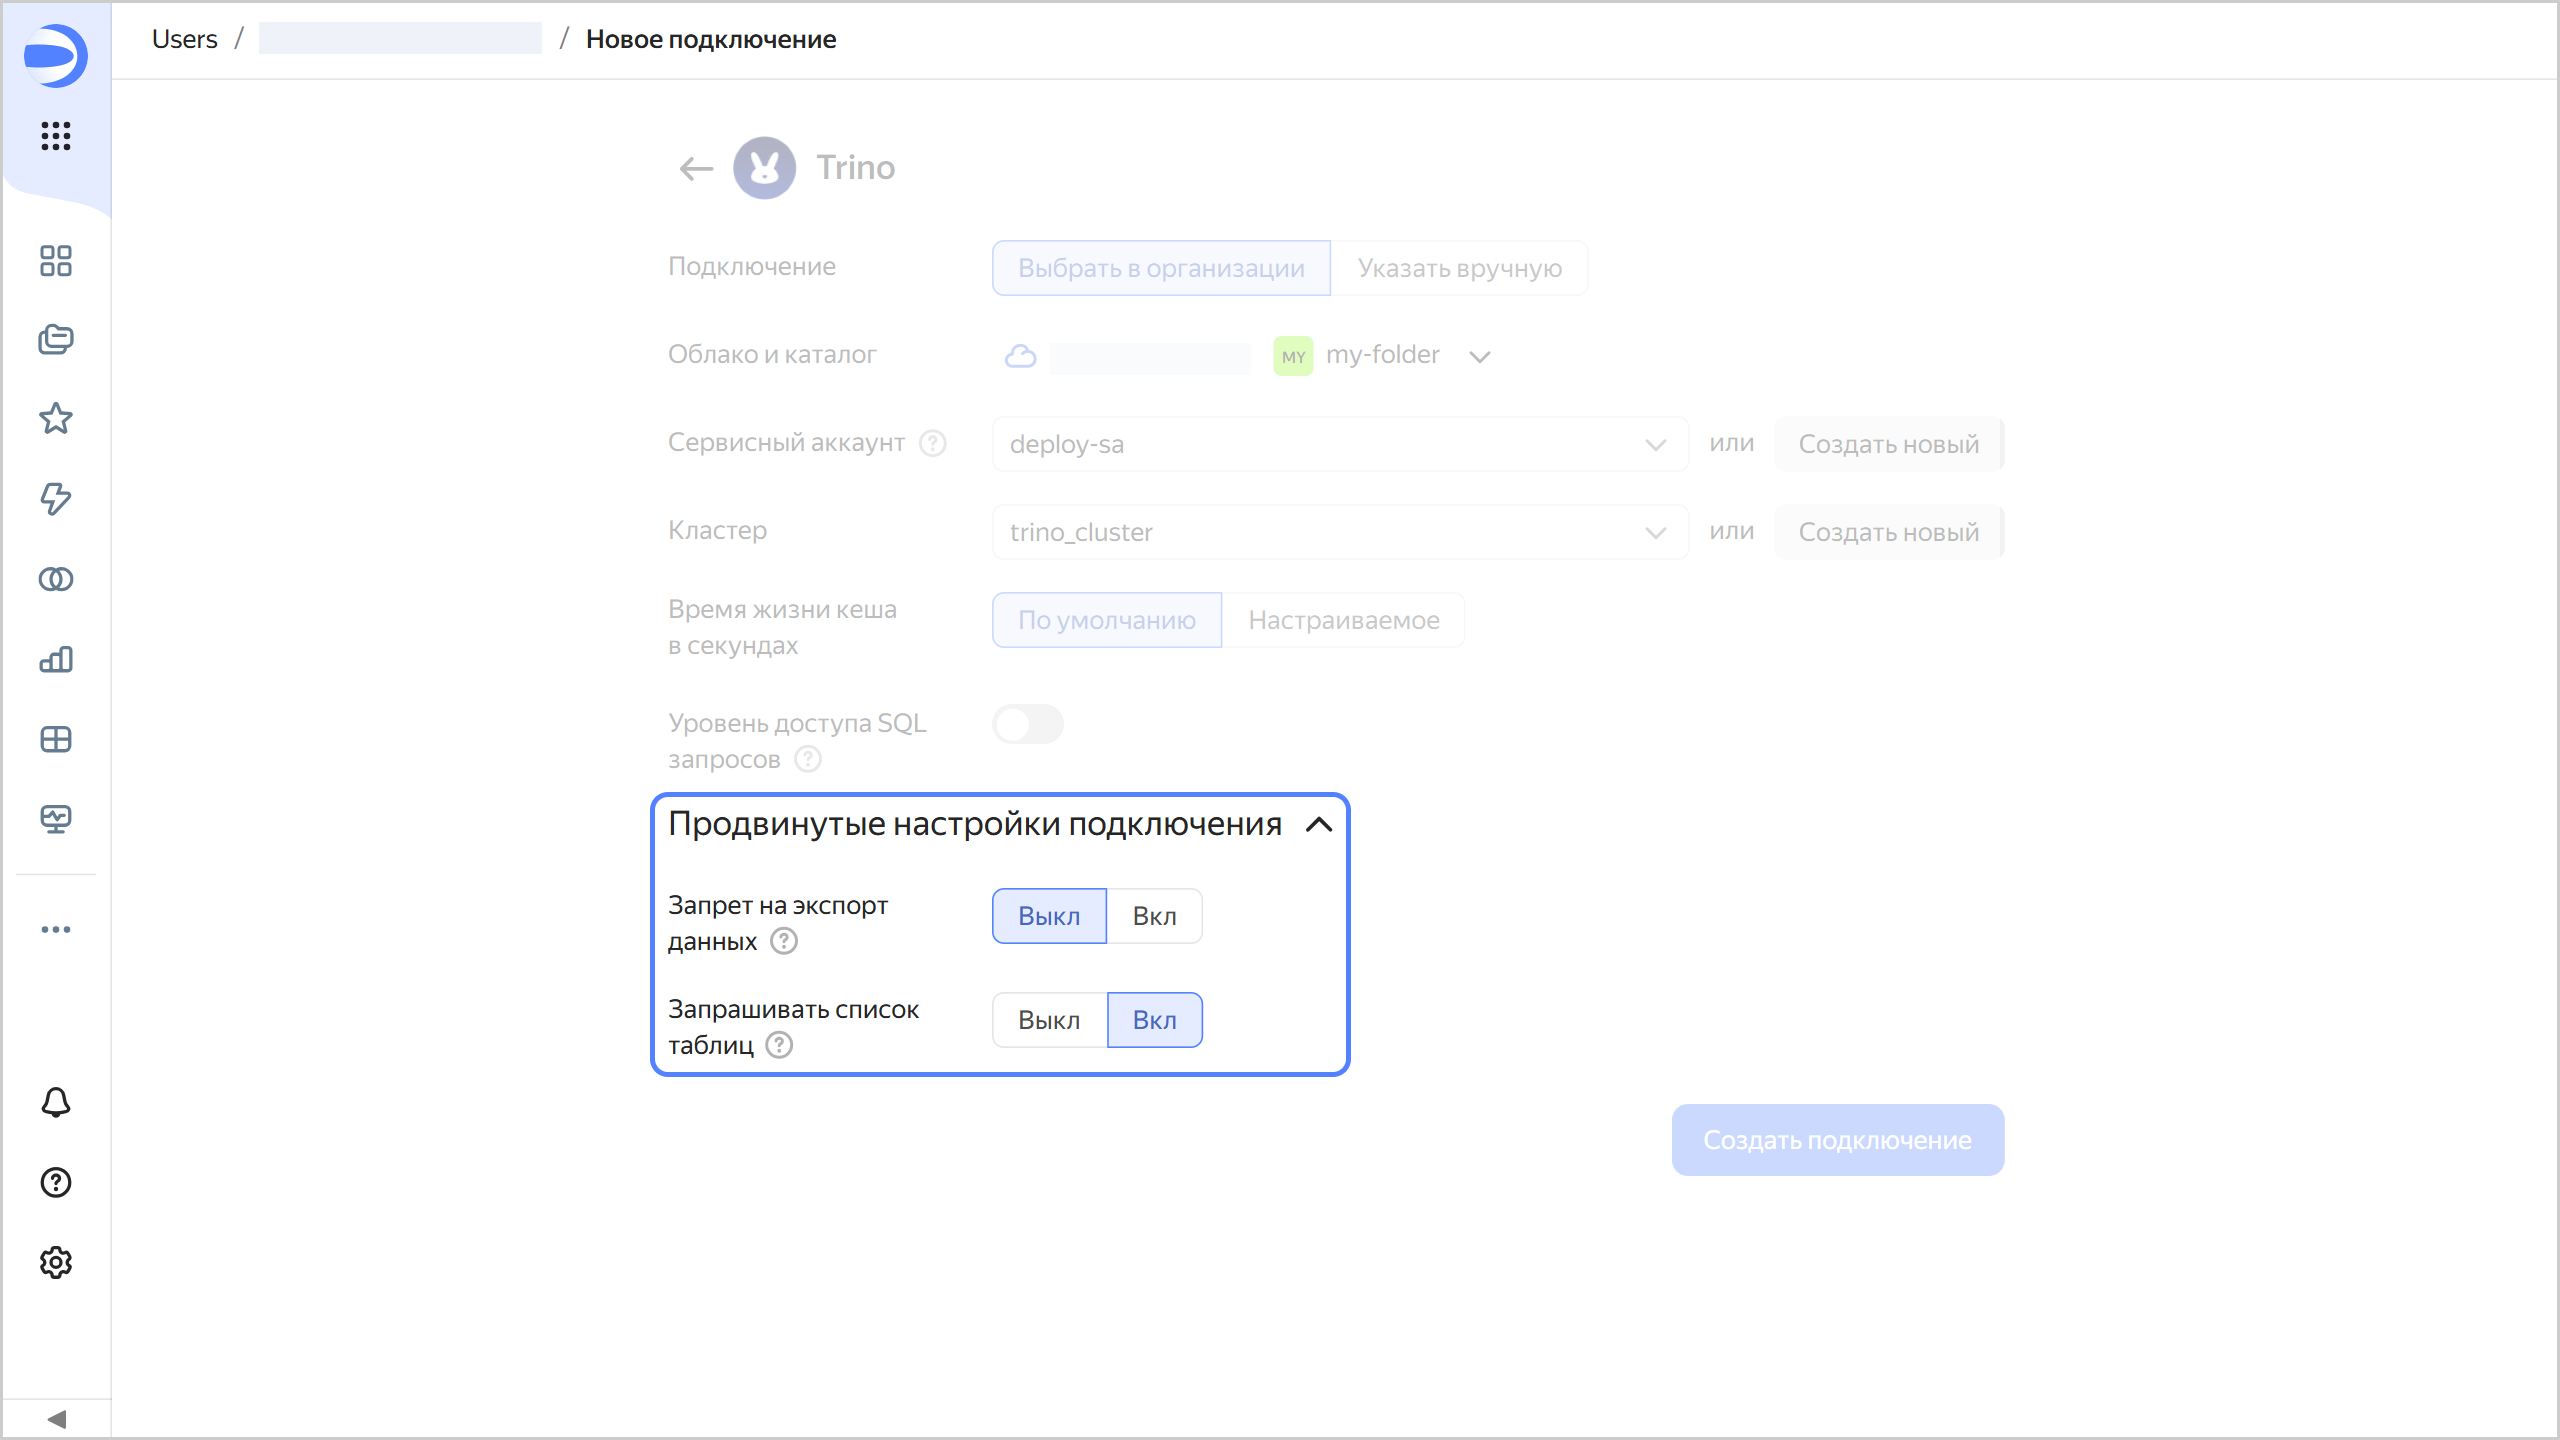 Users / / Новое подключение
Trino
Подключение Выбрать в организации Указать вручную
Облако и каталог MY my-folder
Сервисный аккаунт deploy-sa или Создать новый
Кластер trino_cluster или Создать новый
Время жизни кеша
в секундах
По умолчанию Настраиваемое
Уровень доступа SQL
запросов
Продвинутые настройки подключения
Запрет на экспорт
данных
Выкл Вкл
Запрашивать список
таблиц
Выкл Вкл
Создать подключение